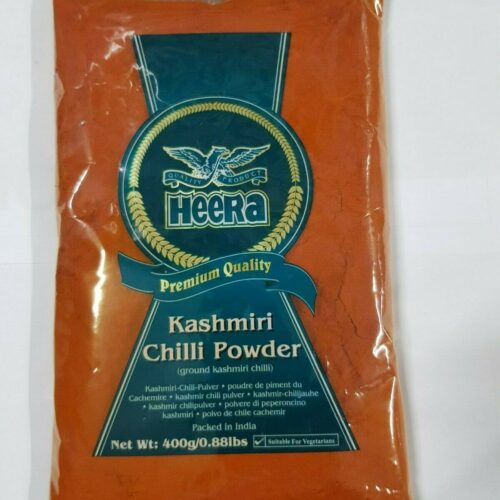 QUALITY PRODUCT
HEERA
Premium Quality
Kashmiri
Chilli Powder
(ground kashmiri chilli)
Kashmiri-Chili-Pulver • poudre de piment du
Cachemire • kashmir chili pulver • kashmir-chilijauhe
• kashmir chilipulver • polvere di peperoncino
kashmiri • polvo de chile cachemir
Packed in India
Net Wt: 400g/0.88lbs Suitable For Vegetarians